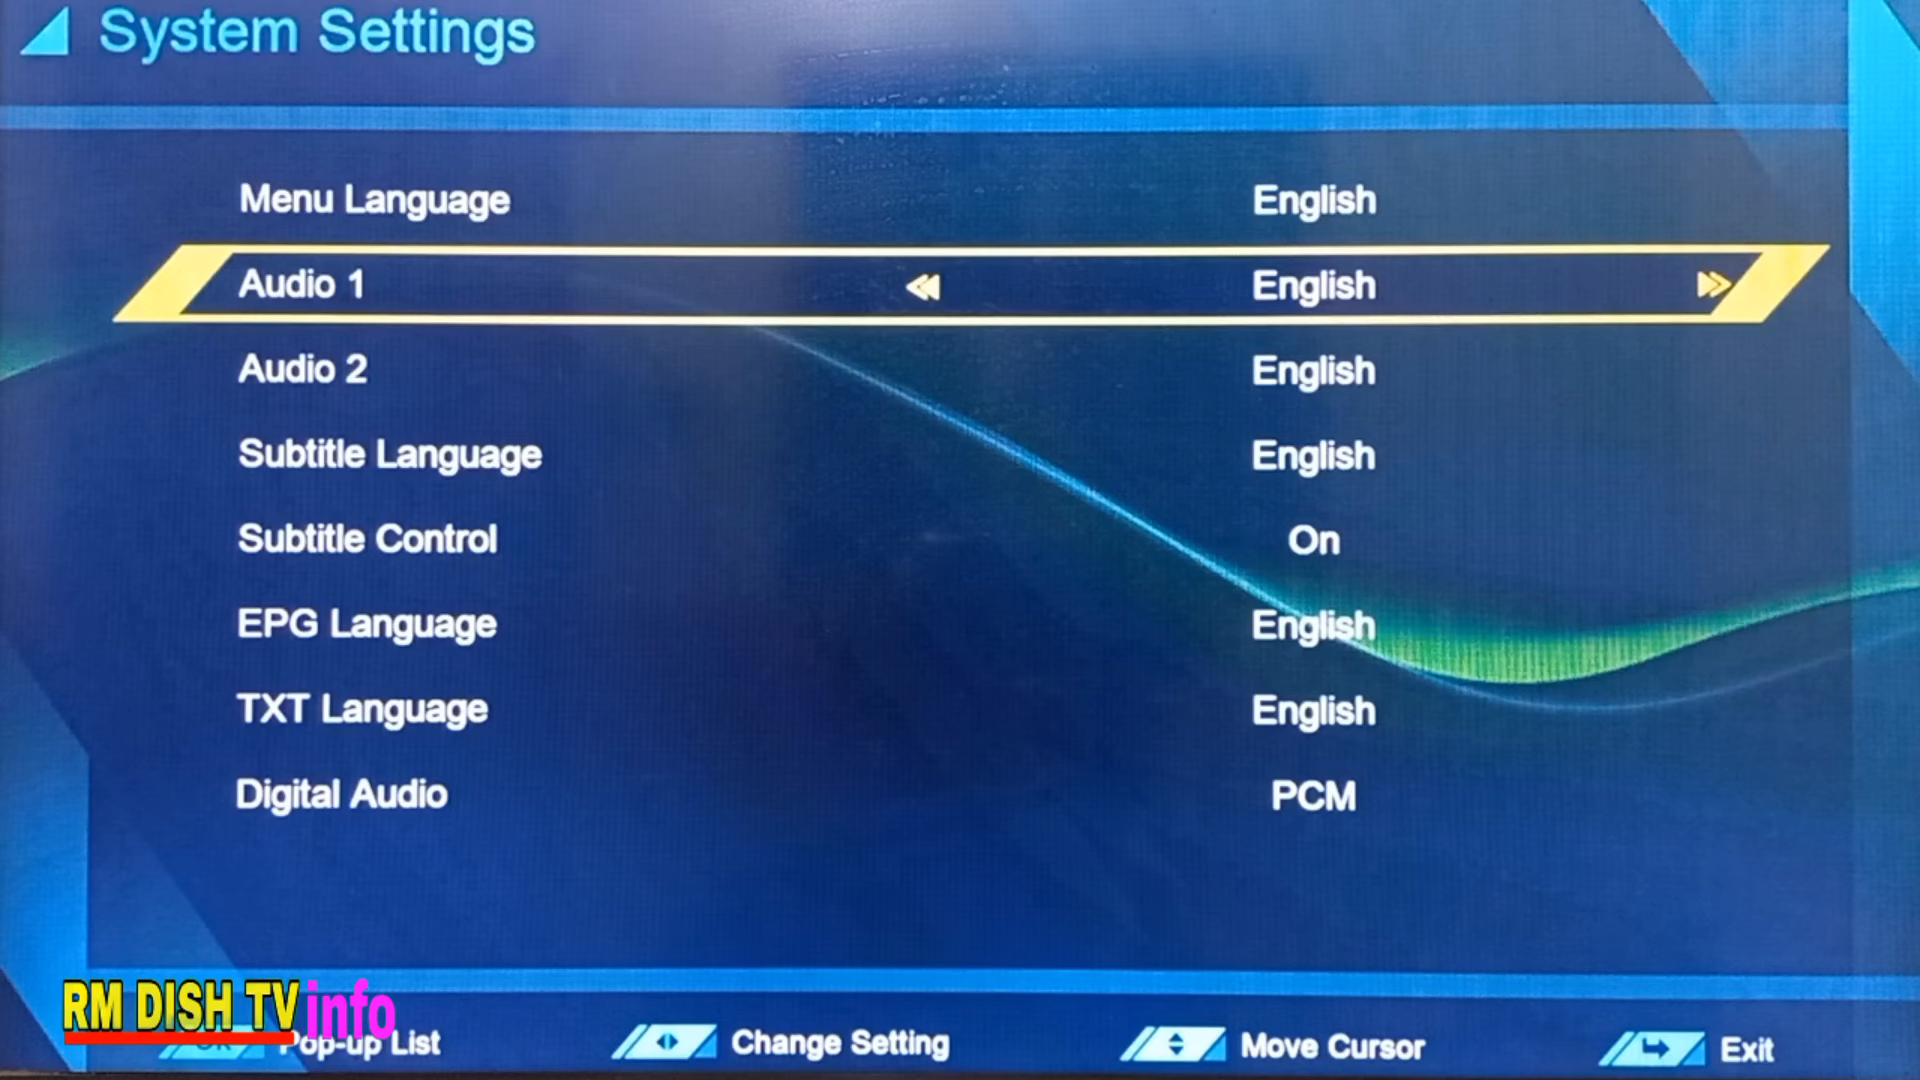 System Settings
Menu Language English
Audio 1 English
Audio 2 English
Subtitle Language English
Subtitle Control On
EPG Language English
TXT Language English
Digital Audio PCM
RM DISH TV info
OK Pop-up List Change Setting Move Cursor Exit